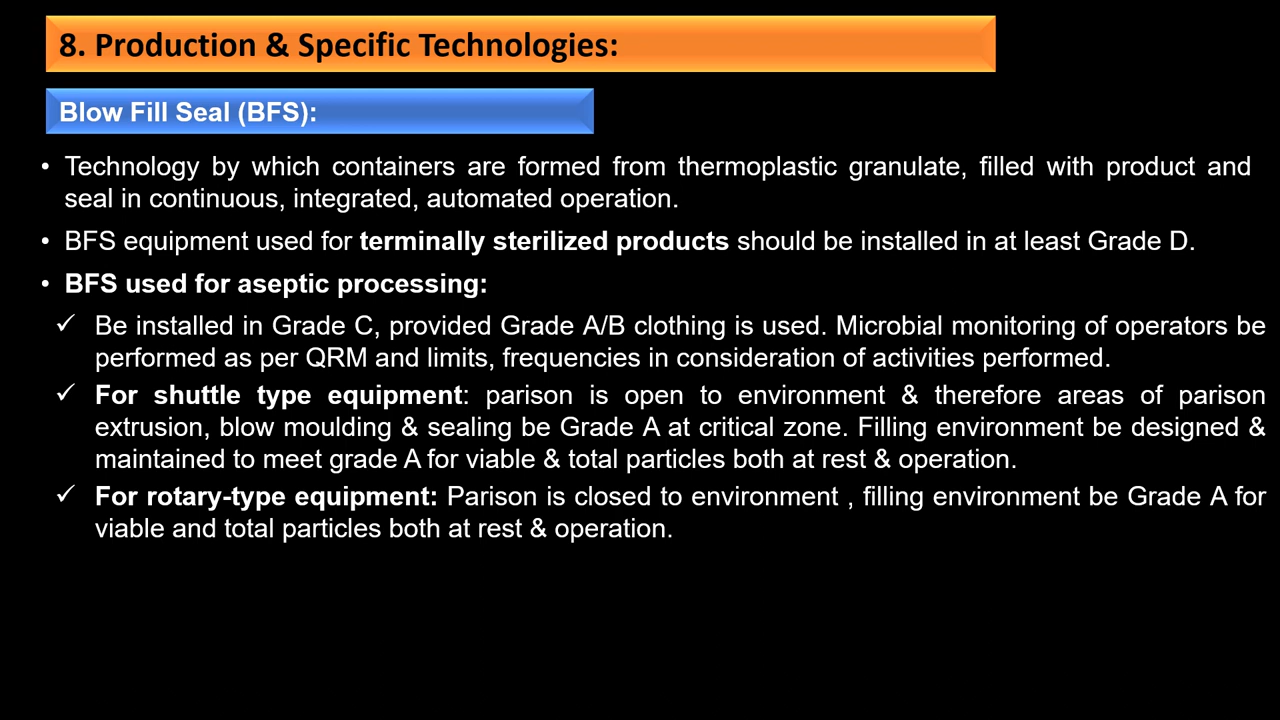 8. Production & Specific Technologies:
Blow Fill Seal (BFS):
• Technology by which containers are formed from thermoplastic granulate, filled with product and
seal in continuous, integrated, automated operation.
• BFS equipment used for terminally sterilized products should be installed in at least Grade D.
• BFS used for aseptic processing:
✓ Be installed in Grade C, provided Grade A/B clothing is used. Microbial monitoring of operators be
performed as per QRM and limits, frequencies in consideration of activities performed.
✓ For shuttle type equipment: parison is open to environment & therefore areas of parison
extrusion, blow moulding & sealing be Grade A at critical zone. Filling environment be designed &
maintained to meet grade A for viable & total particles both at rest & operation.
✓ For rotary-type equipment: Parison is closed to environment , filling environment be Grade A for
viable and total particles both at rest & operation.